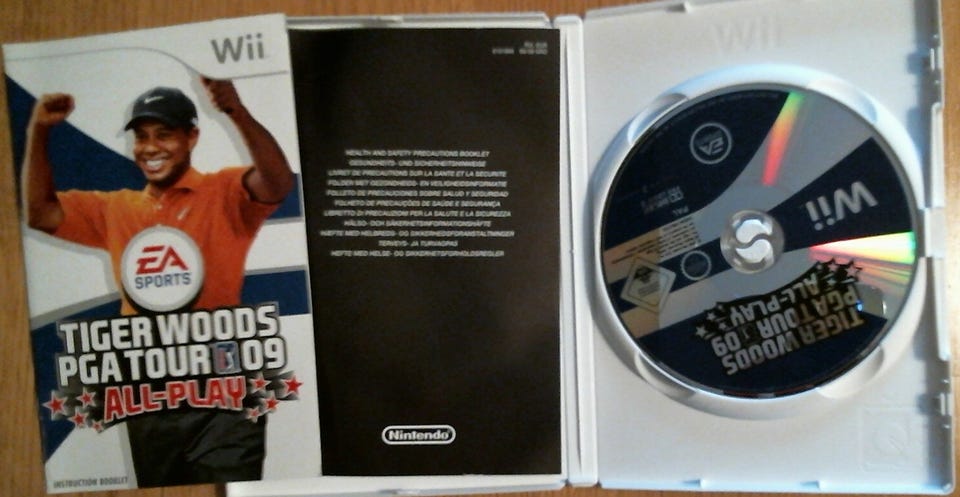 Wii
EA
SPORTS
TIGER WOODS
PGA TOUR 09
ALL-PLAY
INSTRUCTION BOOKLET
HEALTH AND SAFETY PRECAUTIONS BOOKLET
GESUNDHEITS- UND SICHERHEITSHINWEISE
LIVRET DE PRECAUTIONS SUR LA SANTE ET LA SECURITE
FOLDER MET GEZONDHEIDS- EN VEILIGHEIDSINFORMATIE
FOLLETO DE PRECAUCIONES SOBRE SALUD Y SEGURIDAD
FOLHETO DE PRECAUÇÕES DE SAÚDE E SEGURANÇA
LIBRETTO DI PRECAUZIONI PER LA SALUTE E LA SICUREZZA
HÄLSO- OCH SÄKERHETSINFORMATIONSHÄFTE
HÆFTE MED HELBREDS- OG SIKKERHEDSFORANSTALTNINGER
TERVEYS- JA TURVAOPAS
HEFTE MED HELSE- OG SIKKERHETSFORHOLDSREGLER
Nintendo
Wii
Wii
EA
PAL
TIGER WOODS
PGA TOUR 09
ALL-PLAY